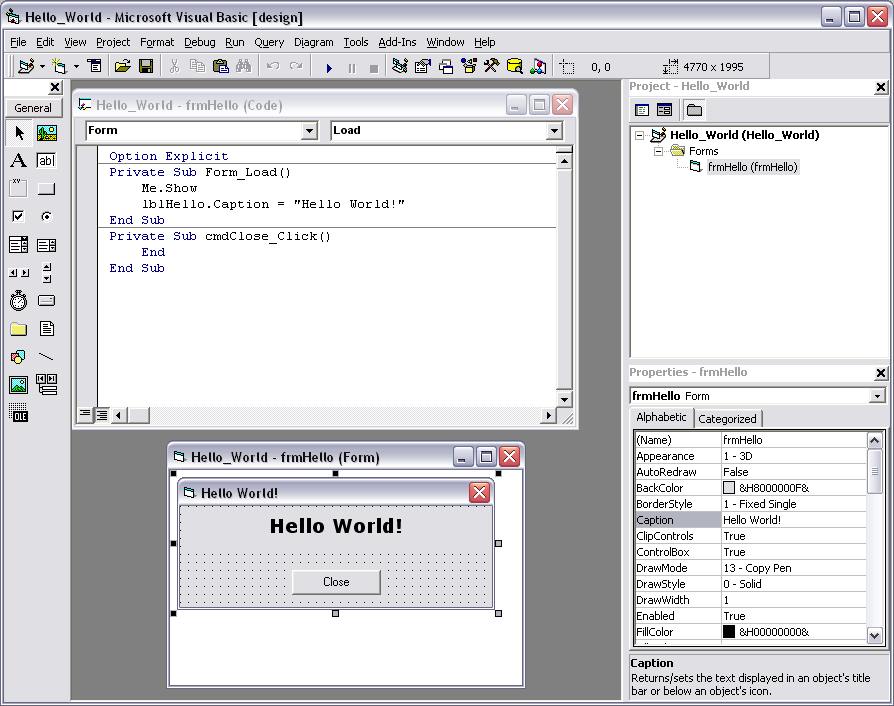 Hello_World - Microsoft Visual Basic [design]
File Edit View Project Format Debug Run Query Diagram Tools Add-Ins Window Help
0, 0 4770 x 1995
General
A
ab|
xy
OLE
Hello_World - frmHello (Code)
Form Load
Option Explicit
Private Sub Form_Load()
    Me.Show
    lblHello.Caption = "Hello World!"
End Sub
Private Sub cmdClose_Click()
    End
End Sub
Hello_World - frmHello (Form)
Hello World!
Hello World!
Close
Project - Hello_World
Hello_World (Hello_World)
Forms
frmHello (frmHello)
Properties - frmHello
frmHello Form
Alphabetic Categorized
(Name) frmHello
Appearance 1 - 3D
AutoRedraw False
BackColor &H8000000F&
BorderStyle 1 - Fixed Single
Caption Hello World!
ClipControls True
ControlBox True
DrawMode 13 - Copy Pen
DrawStyle 0 - Solid
DrawWidth 1
Enabled True
FillColor &H00000000&
Caption
Returns/sets the text displayed in an object's title
bar or below an object's icon.